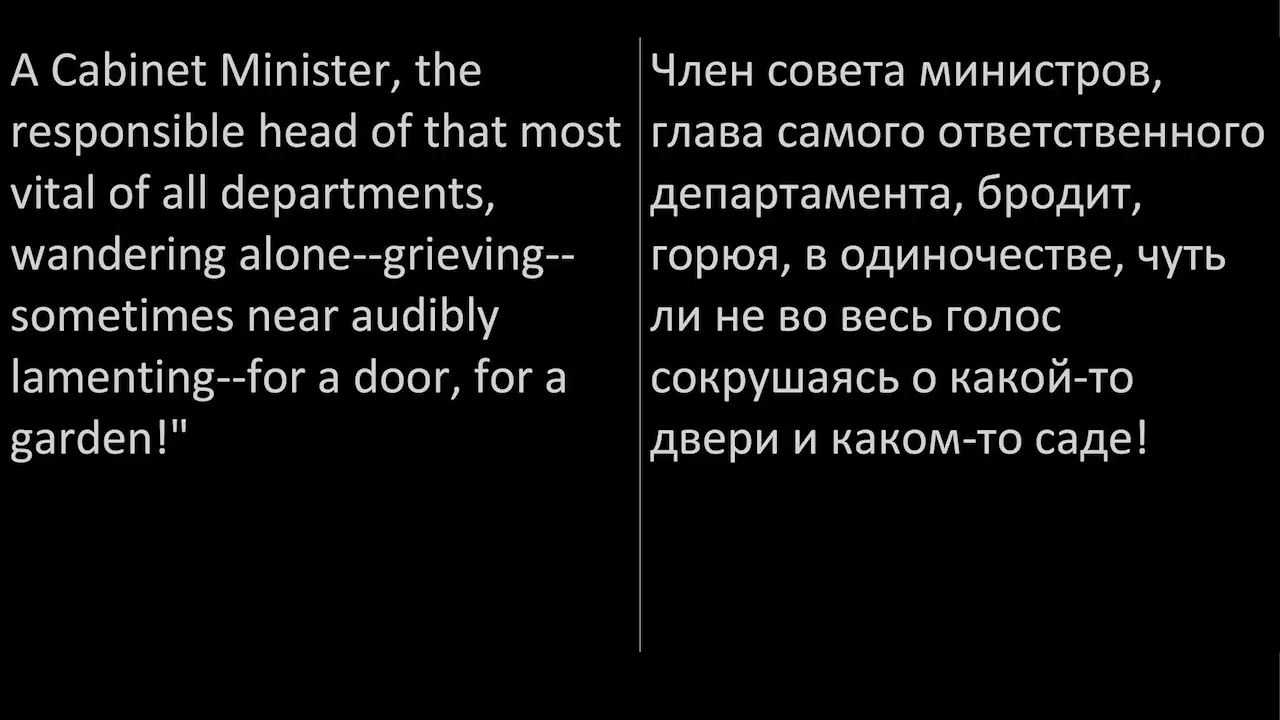 A Cabinet Minister, the
responsible head of that most
vital of all departments,
wandering alone--grieving--
sometimes near audibly
lamenting--for a door, for a
garden!"
Член совета министров,
глава самого ответственного
департамента, бродит,
горюя, в одиночестве, чуть
ли не во весь голос
сокрушаясь о какой-то
двери и каком-то саде!